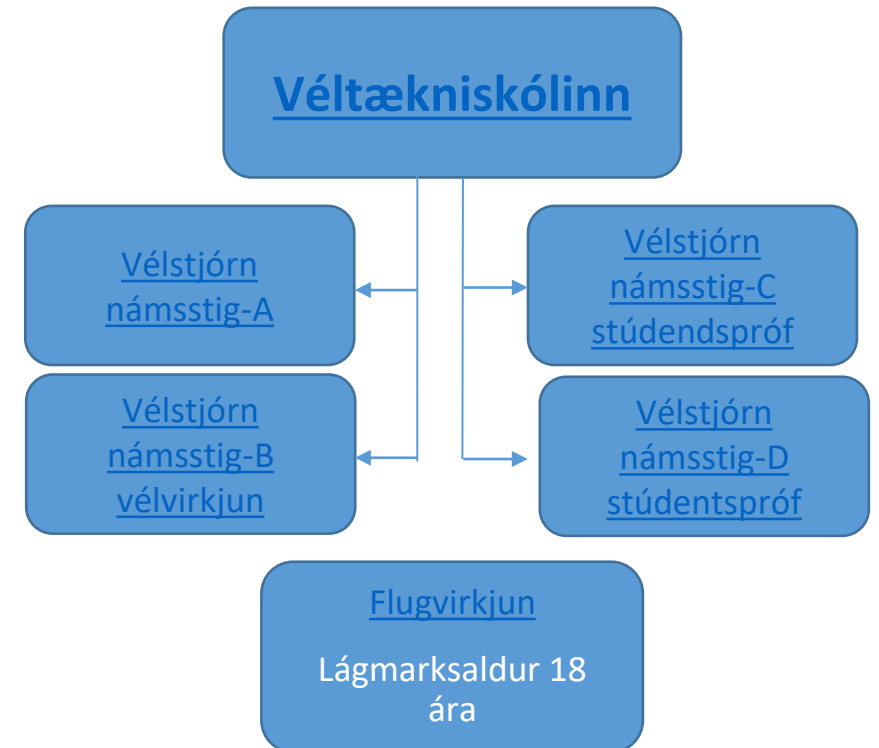 Véltækniskólinn
Vélstjórn
námsstig-A
Vélstjórn
námsstig-C
stúdendspróf
Vélstjórn
námsstig-B
vélvirkjun
Vélstjórn
námsstig-D
stúdentspróf
Flugvirkjun
Lágmarksaldur 18
ára